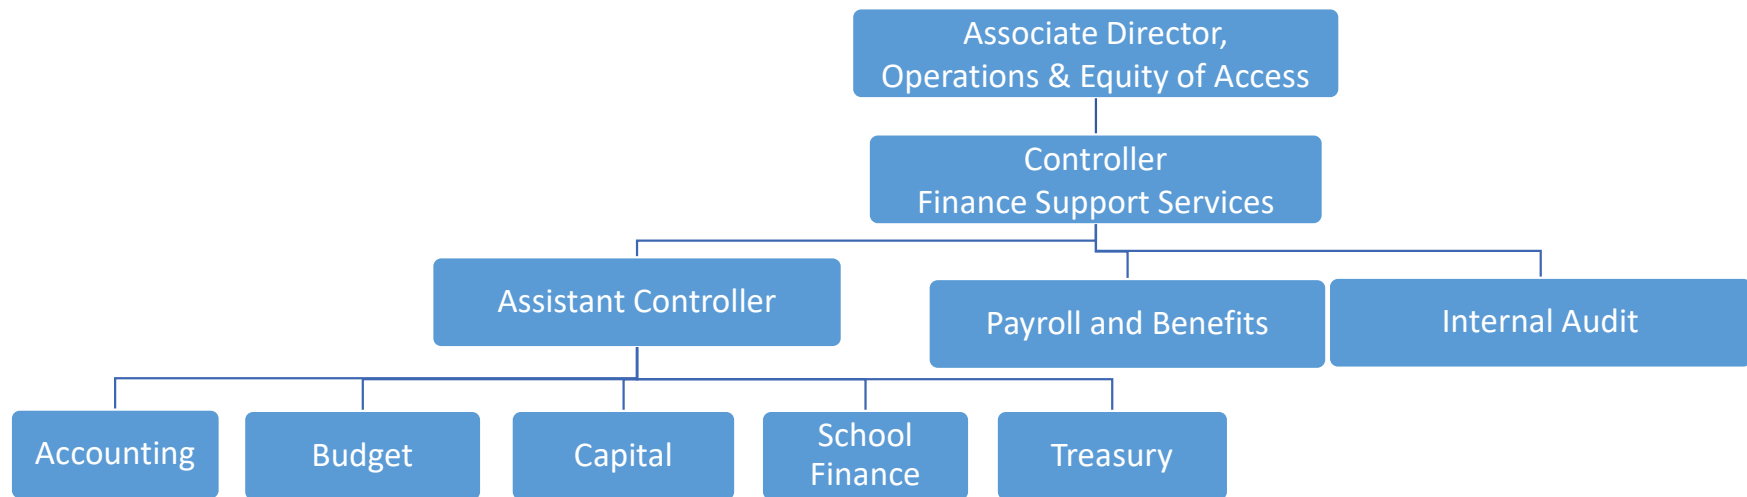 Associate Director,
Operations & Equity of Access
Controller
Finance Support Services
Assistant Controller
Payroll and Benefits
Internal Audit
Accounting
Budget
Capital
School
Finance
Treasury